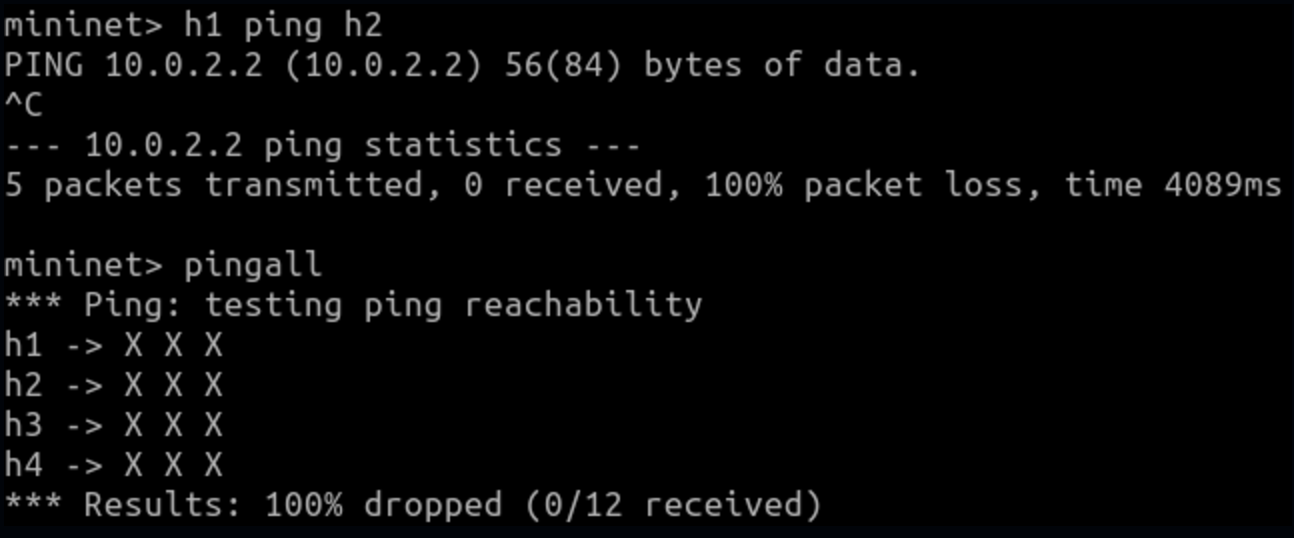 mininet> h1 ping h2
PING 10.0.2.2 (10.0.2.2) 56(84) bytes of data.
^C
--- 10.0.2.2 ping statistics ---
5 packets transmitted, 0 received, 100% packet loss, time 4089ms

mininet> pingall
*** Ping: testing ping reachability
h1 -> X X X
h2 -> X X X
h3 -> X X X
h4 -> X X X
*** Results: 100% dropped (0/12 received)